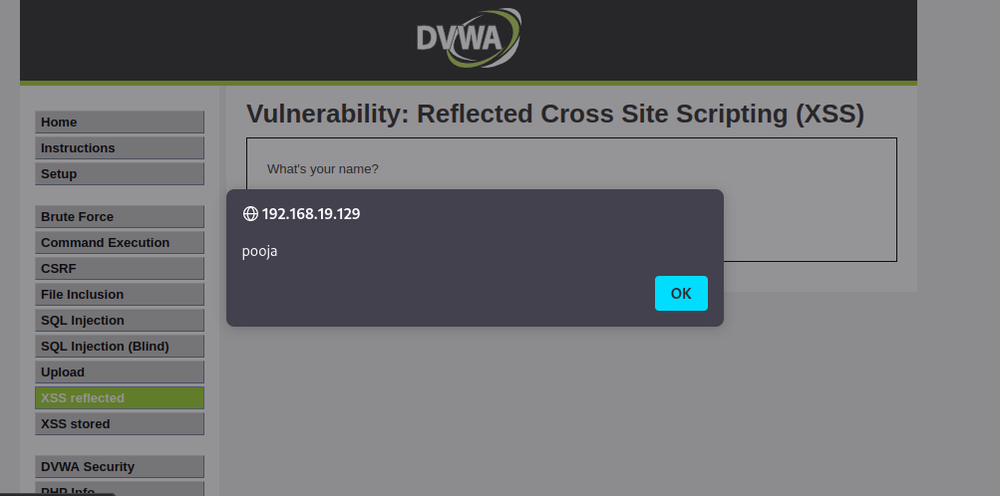 DVWA
Home
Instructions
Setup
Brute Force
Command Execution
CSRF
File Inclusion
SQL Injection
SQL Injection (Blind)
Upload
XSS reflected
XSS stored
DVWA Security
PHP Info
Vulnerability: Reflected Cross Site Scripting (XSS)
What's your name?
192.168.19.129
pooja
OK